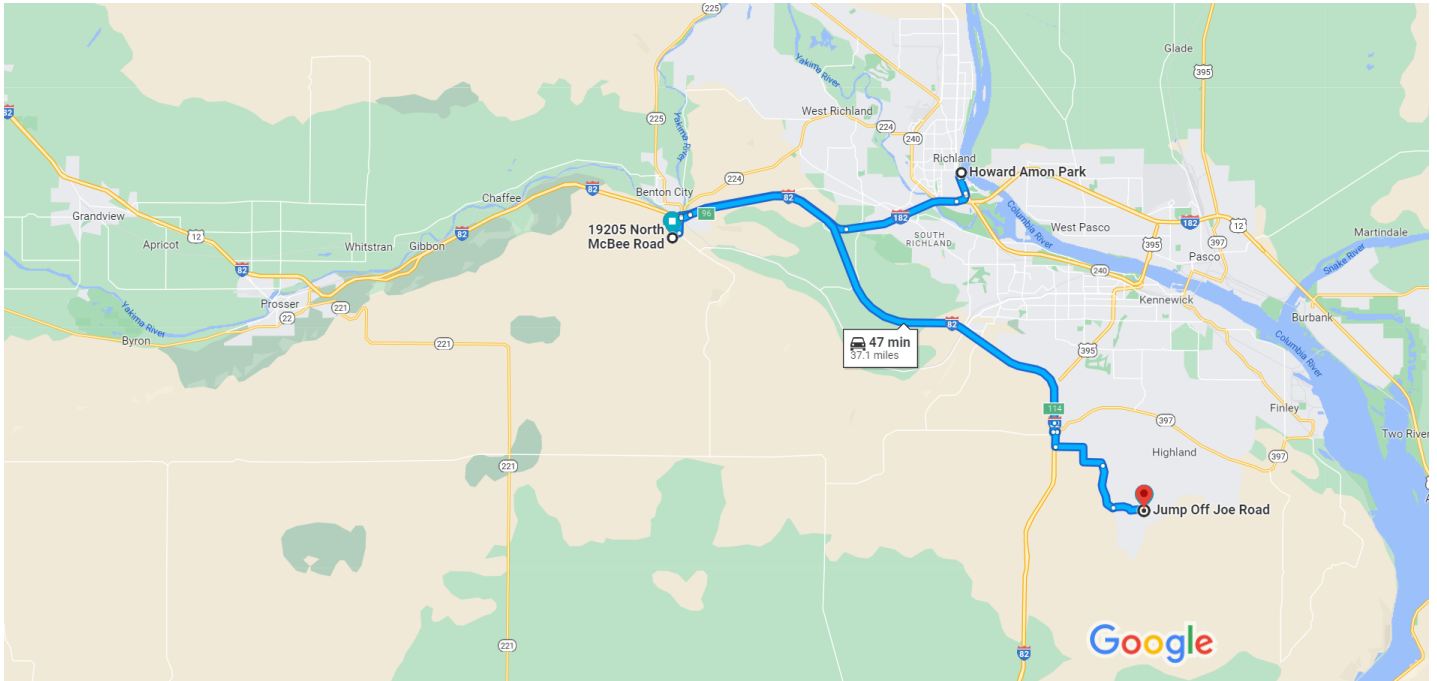 225
Glade
395
82
Yakima River
West Richland
225
224
240
Yakima River
Richland
Howard Amon Park
224
Chaffee
82
Benton City
82
96
182
Grandview
12
Apricot
82
Whitstran
Gibbon
19205 North
McBee Road
SOUTH
RICHLAND
Columbia River
West Pasco
182
12
395
397
Pasco
Martindale
Snake River
82
240
Kennewick
Burbank
Prosser
221
22
Yakima River
Byron
221
82
47 min
37.1 miles
395
Columbia River
114
397
Finley
Highland
397
Two River
221
Jump Off Joe Road
221
82
Google